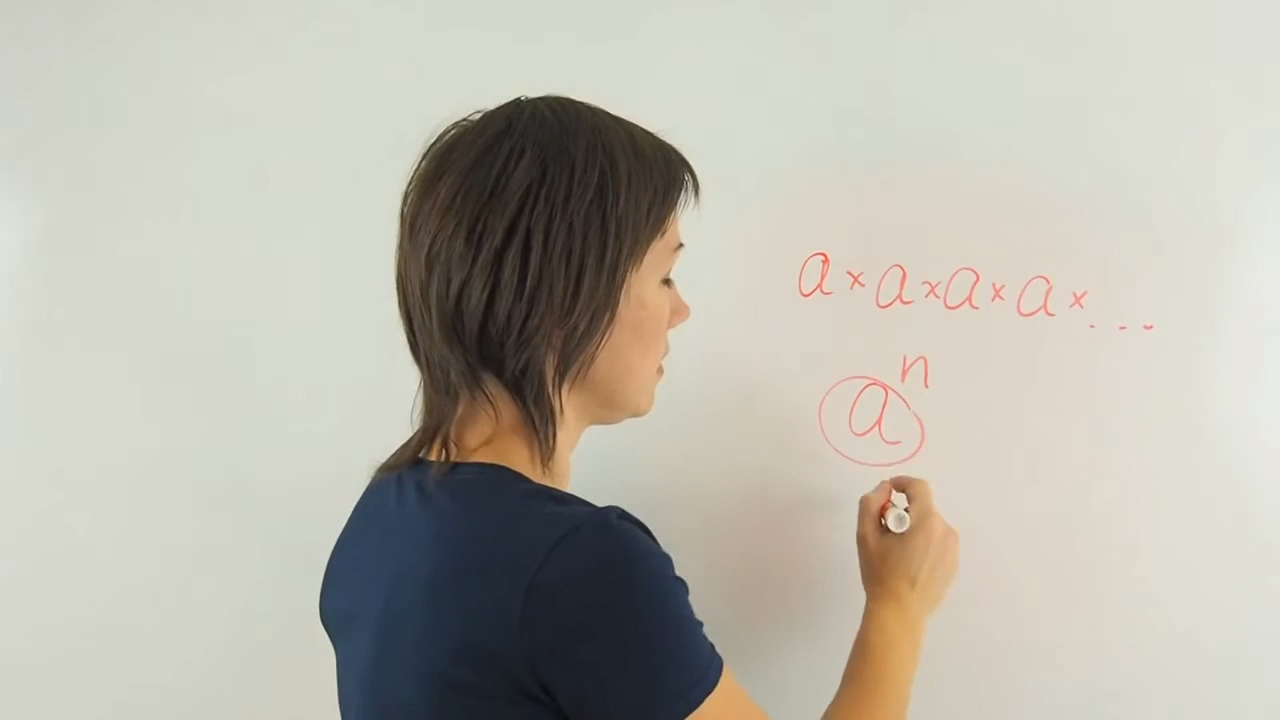 a × a × a × a × ...
aⁿ